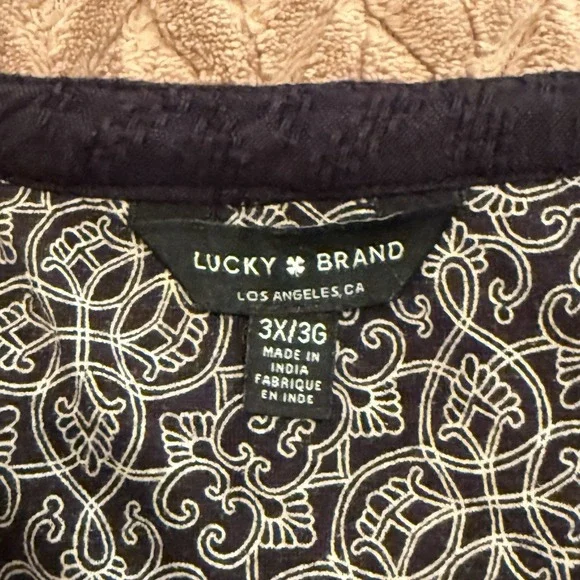 LUCKY BRAND
LOS ANGELES, CA
3X/3G
MADE IN
INDIA
FABRIQUE
EN INDE